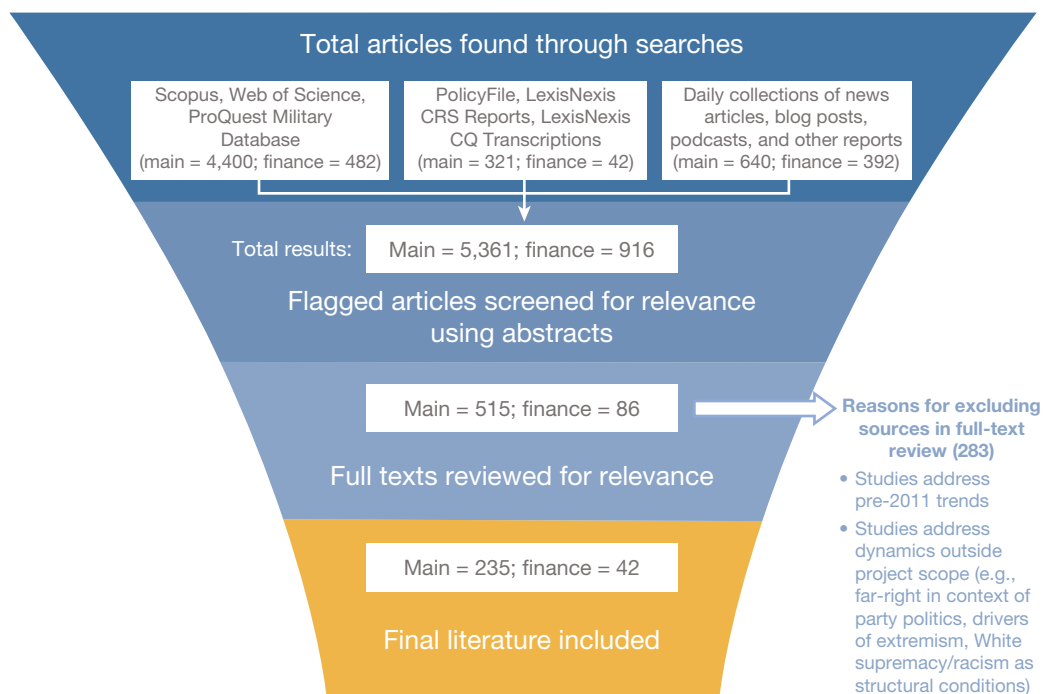 Total articles found through searches
Scopus, Web of Science,
ProQuest Military
Database
(main = 4,400; finance = 482)
PolicyFile, LexisNexis
CRS Reports, LexisNexis
CQ Transcriptions
(main = 321; finance = 42)
Daily collections of news
articles, blog posts,
podcasts, and other reports
(main = 640; finance = 392)
Total results:
Main = 5,361; finance = 916
Flagged articles screened for relevance
using abstracts
Main = 515; finance = 86
Full texts reviewed for relevance
Reasons for excluding
sources in full-text
review (283)
• Studies address
pre-2011 trends
• Studies address
dynamics outside
project scope (e.g.,
far-right in context of
party politics, drivers
of extremism, White
supremacy/racism as
structural conditions)
Main = 235; finance = 42
Final literature included